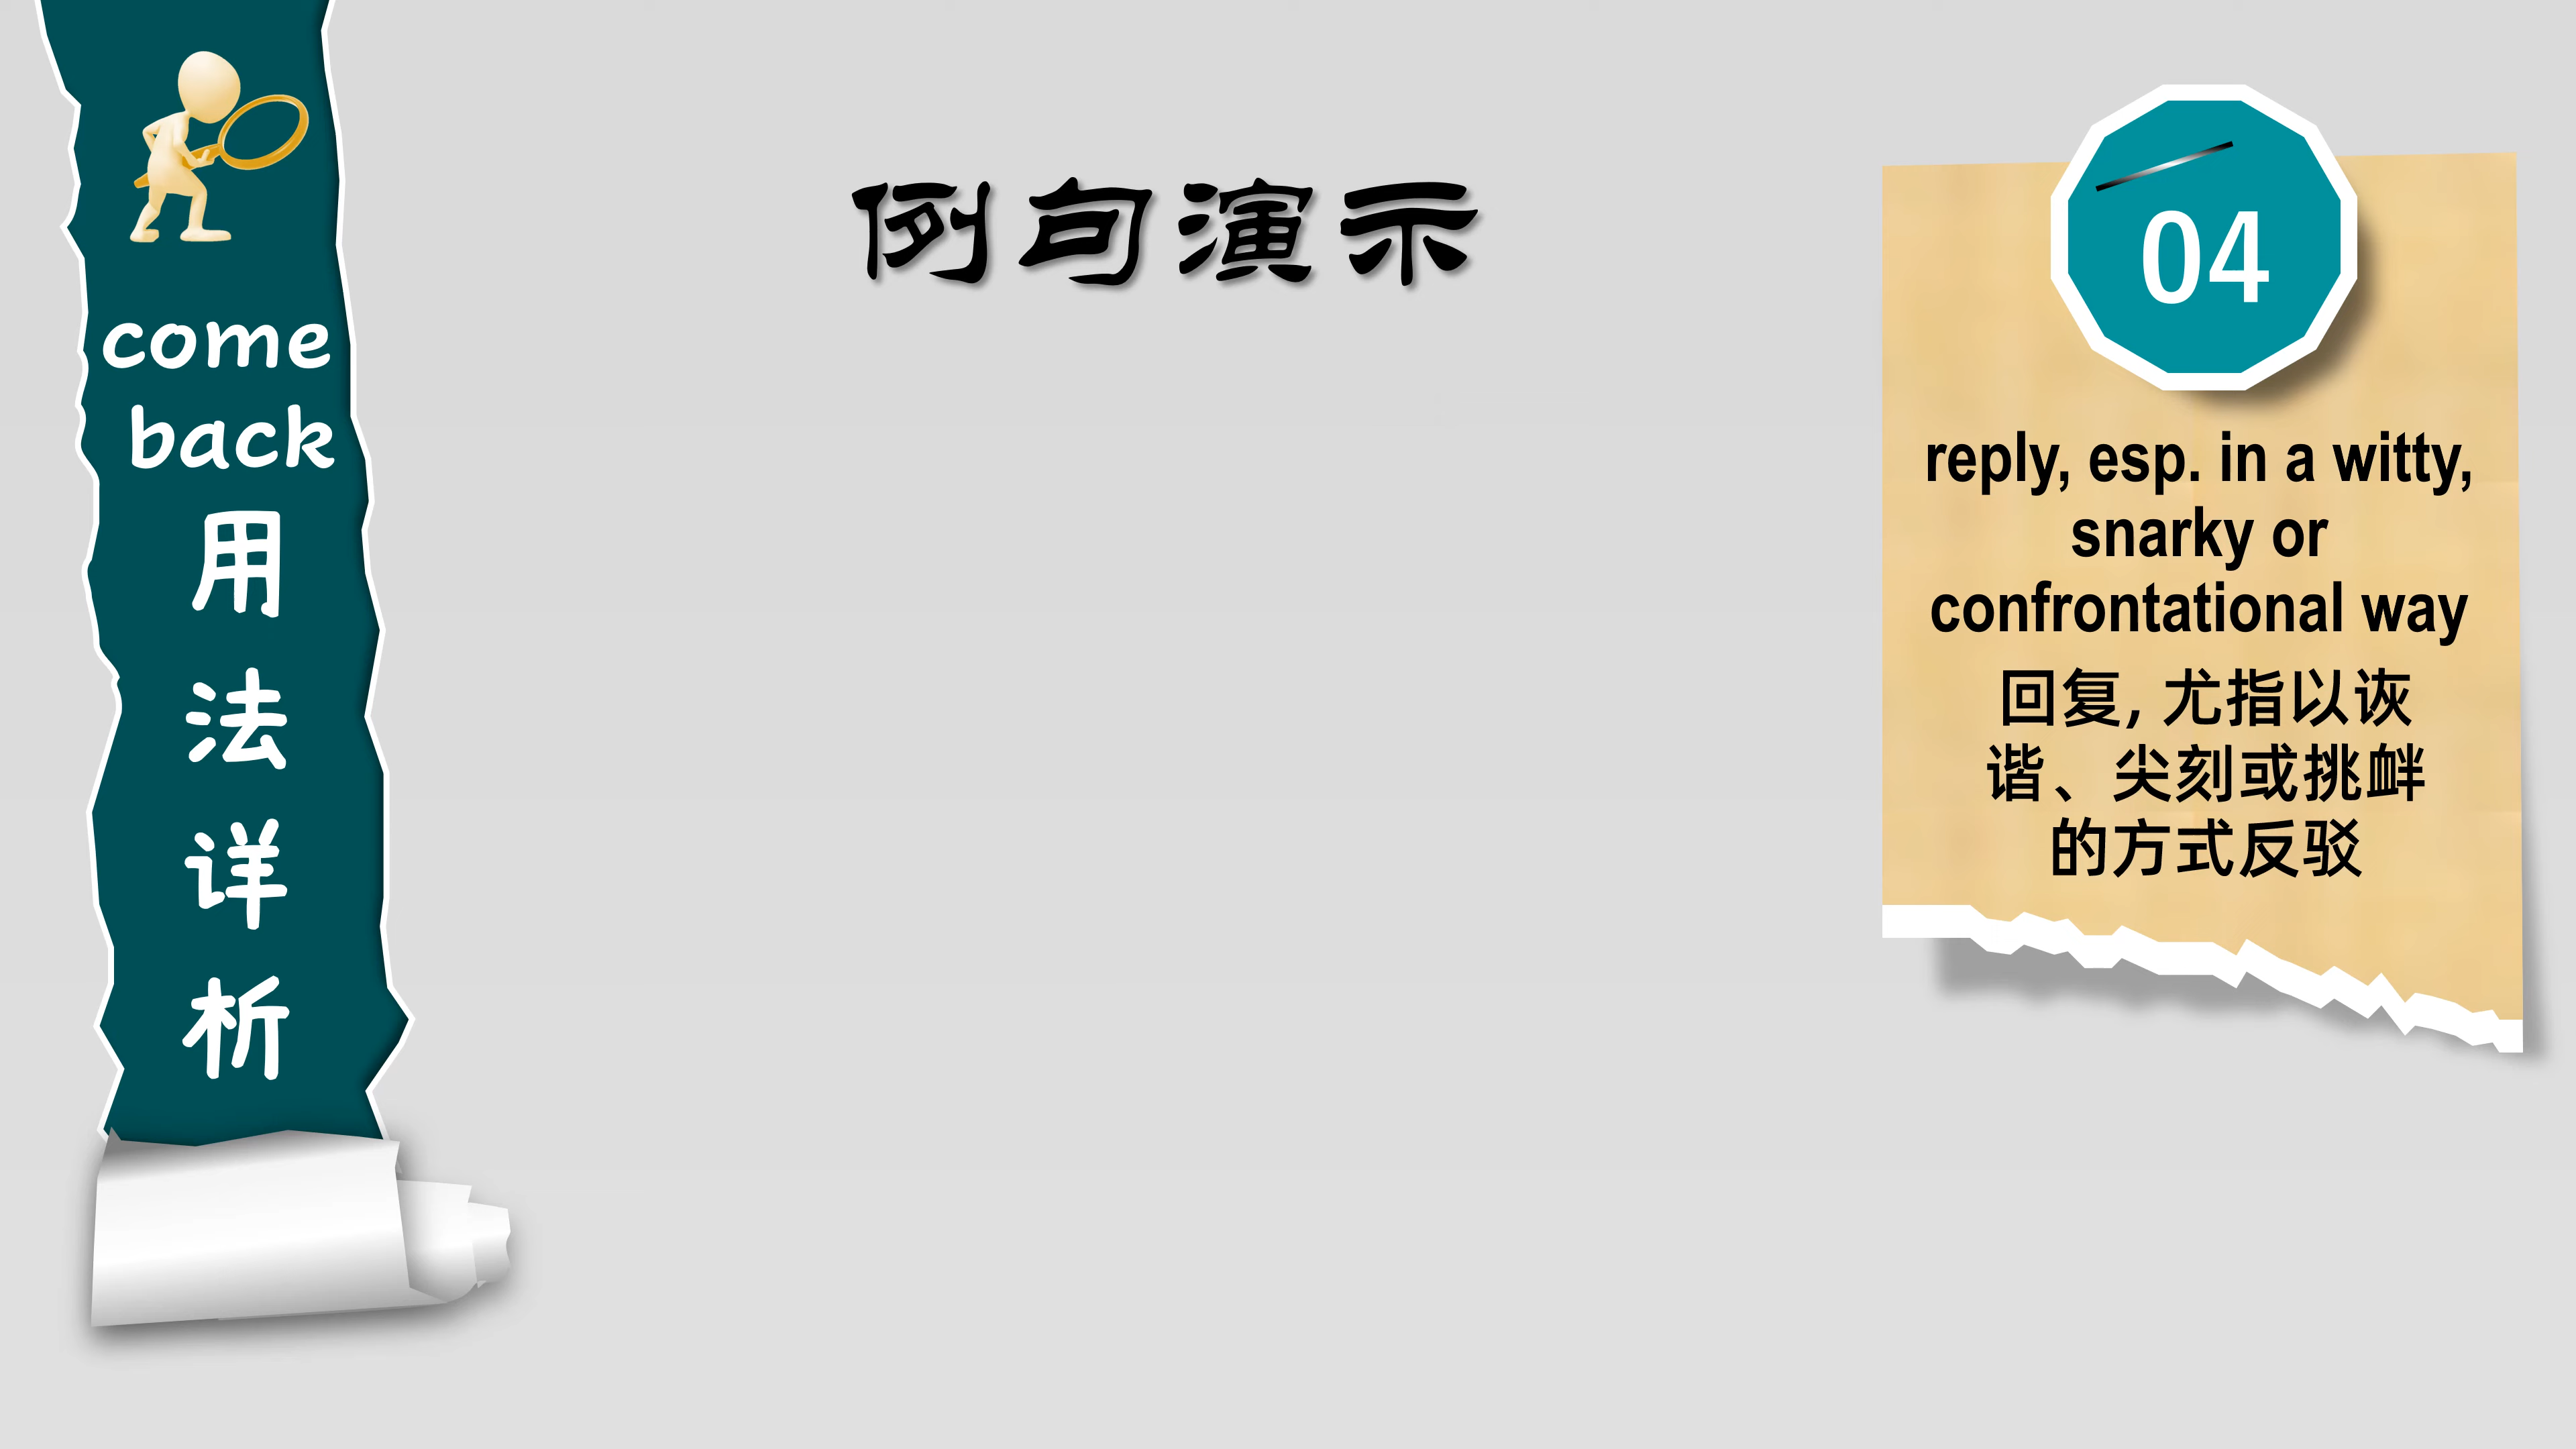 come
back
用
法
详
析
例句演示
04
reply, esp. in a witty,
snarky or
confrontational way
回复, 尤指以诙
谐、尖刻或挑衅
的方式反驳